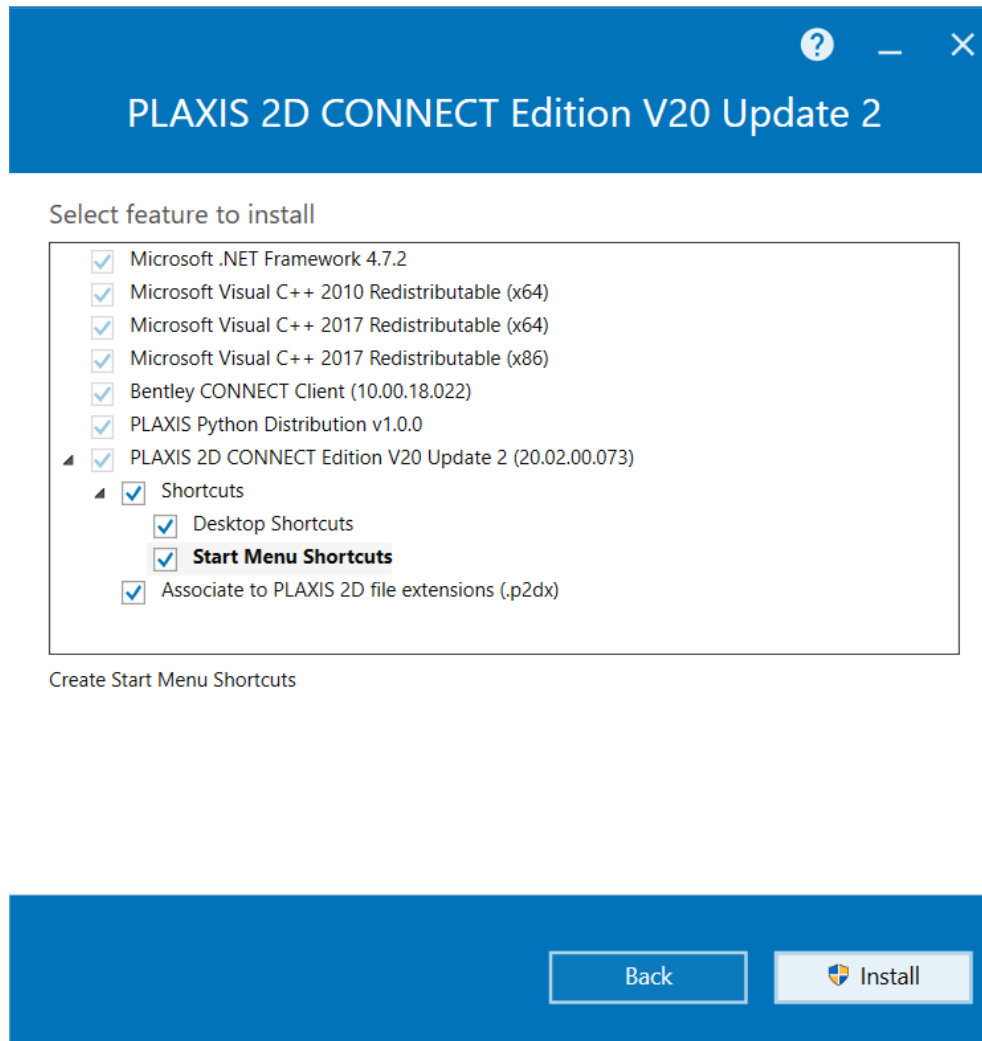 ?
PLAXIS 2D CONNECT Edition V20 Update 2
Select feature to install
Microsoft .NET Framework 4.7.2
Microsoft Visual C++ 2010 Redistributable (x64)
Microsoft Visual C++ 2017 Redistributable (x64)
Microsoft Visual C++ 2017 Redistributable (x86)
Bentley CONNECT Client (10.00.18.022)
PLAXIS Python Distribution v1.0.0
PLAXIS 2D CONNECT Edition V20 Update 2 (20.02.00.073)
Shortcuts
Desktop Shortcuts
Start Menu Shortcuts
Associate to PLAXIS 2D file extensions (.p2dx)
Create Start Menu Shortcuts
Back
Install